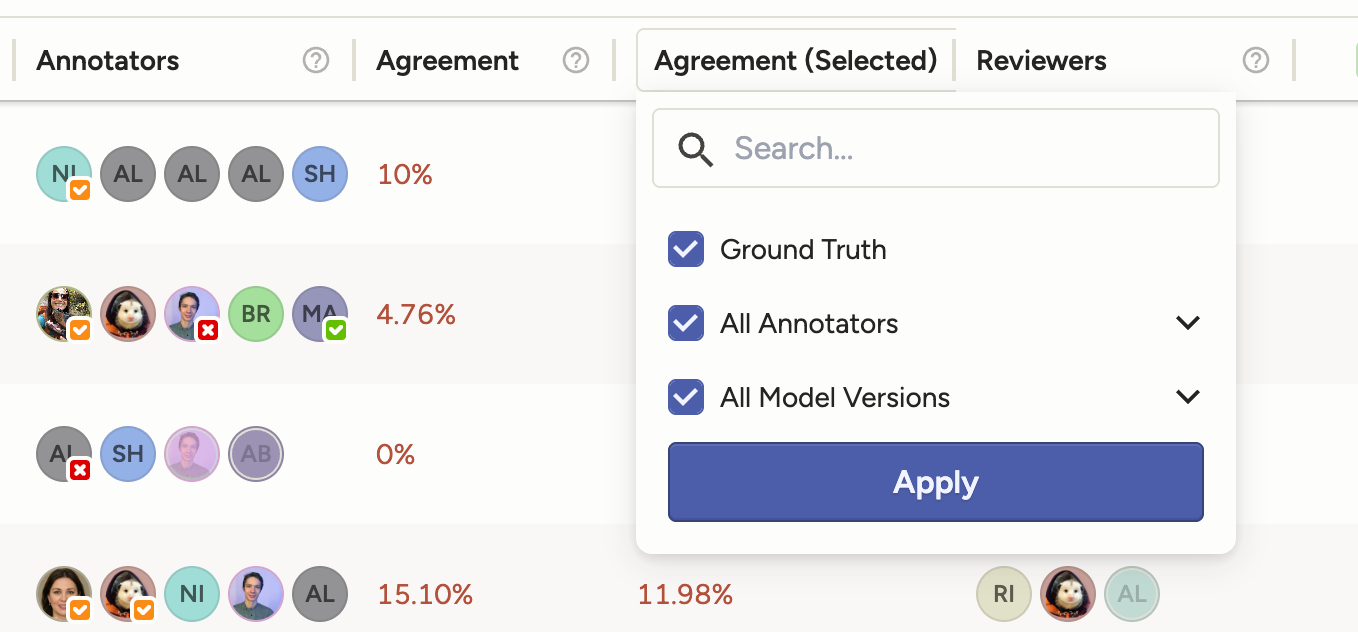 Annotators Agreement Agreement (Selected) Reviewers
Search...
NI AL AL AL SH 10%
Ground Truth
BR MA 4.76%
All Annotators
All Model Versions
AL SH AB 0%
Apply
NI AL 15.10% 11.98% RI AL